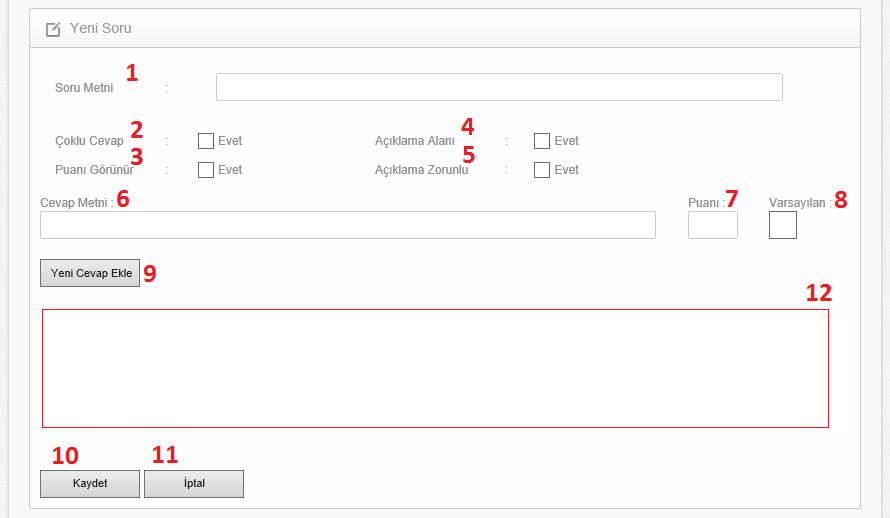 Yeni Soru
Soru Metni 1 :
Çoklu Cevap 2 : Evet Açıklama Alanı 4 : Evet
Puanı Görünür 3 : Evet Açıklama Zorunlu 5 : Evet
Cevap Metni : 6 Puanı : 7 Varsayılan : 8
Yeni Cevap Ekle 9
12
10 11
Kaydet İptal